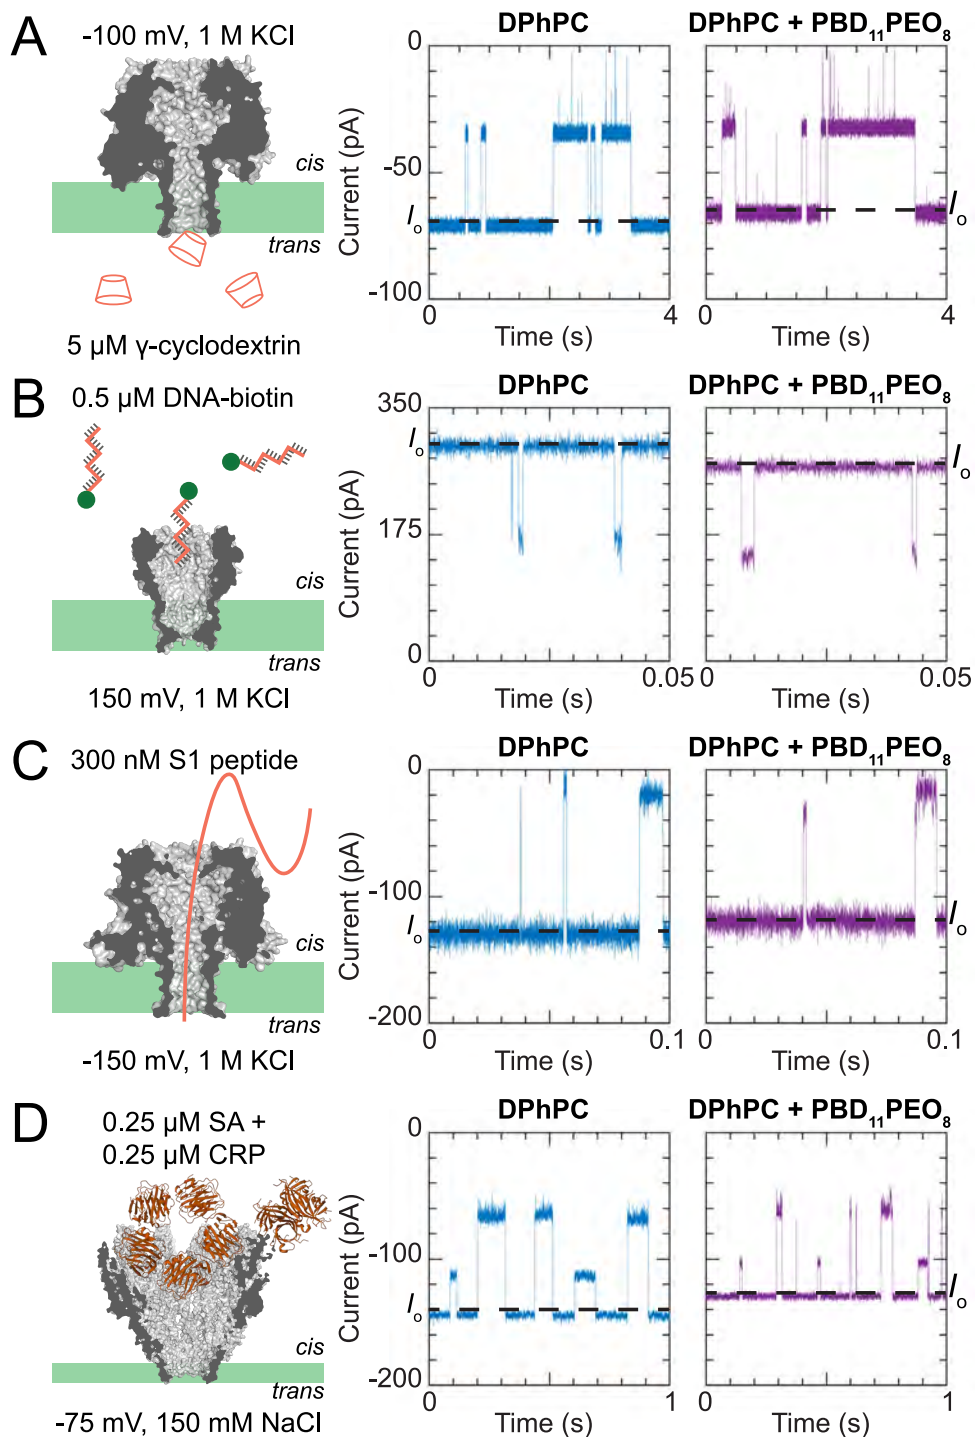 A
-100 mV, 1 M KCl
cis
trans
5 µM γ-cyclodextrin
DPhPC
DPhPC + PBD₁₁PEO₈
Current (pA)
0
-50
-100
Iₒ
Iₒ
0
4
0
4
Time (s)
Time (s)
B
0.5 µM DNA-biotin
cis
trans
150 mV, 1 M KCl
DPhPC
DPhPC + PBD₁₁PEO₈
Current (pA)
350
175
0
Iₒ
Iₒ
0
0.05
0
0.05
Time (s)
Time (s)
C
300 nM S1 peptide
cis
trans
-150 mV, 1 M KCl
DPhPC
DPhPC + PBD₁₁PEO₈
Current (pA)
0
-100
-200
Iₒ
Iₒ
0
0.1
0
0.1
Time (s)
Time (s)
D
0.25 µM SA +
0.25 µM CRP
cis
trans
-75 mV, 150 mM NaCl
DPhPC
DPhPC + PBD₁₁PEO₈
Current (pA)
0
-100
-200
Iₒ
Iₒ
0
1
0
1
Time (s)
Time (s)